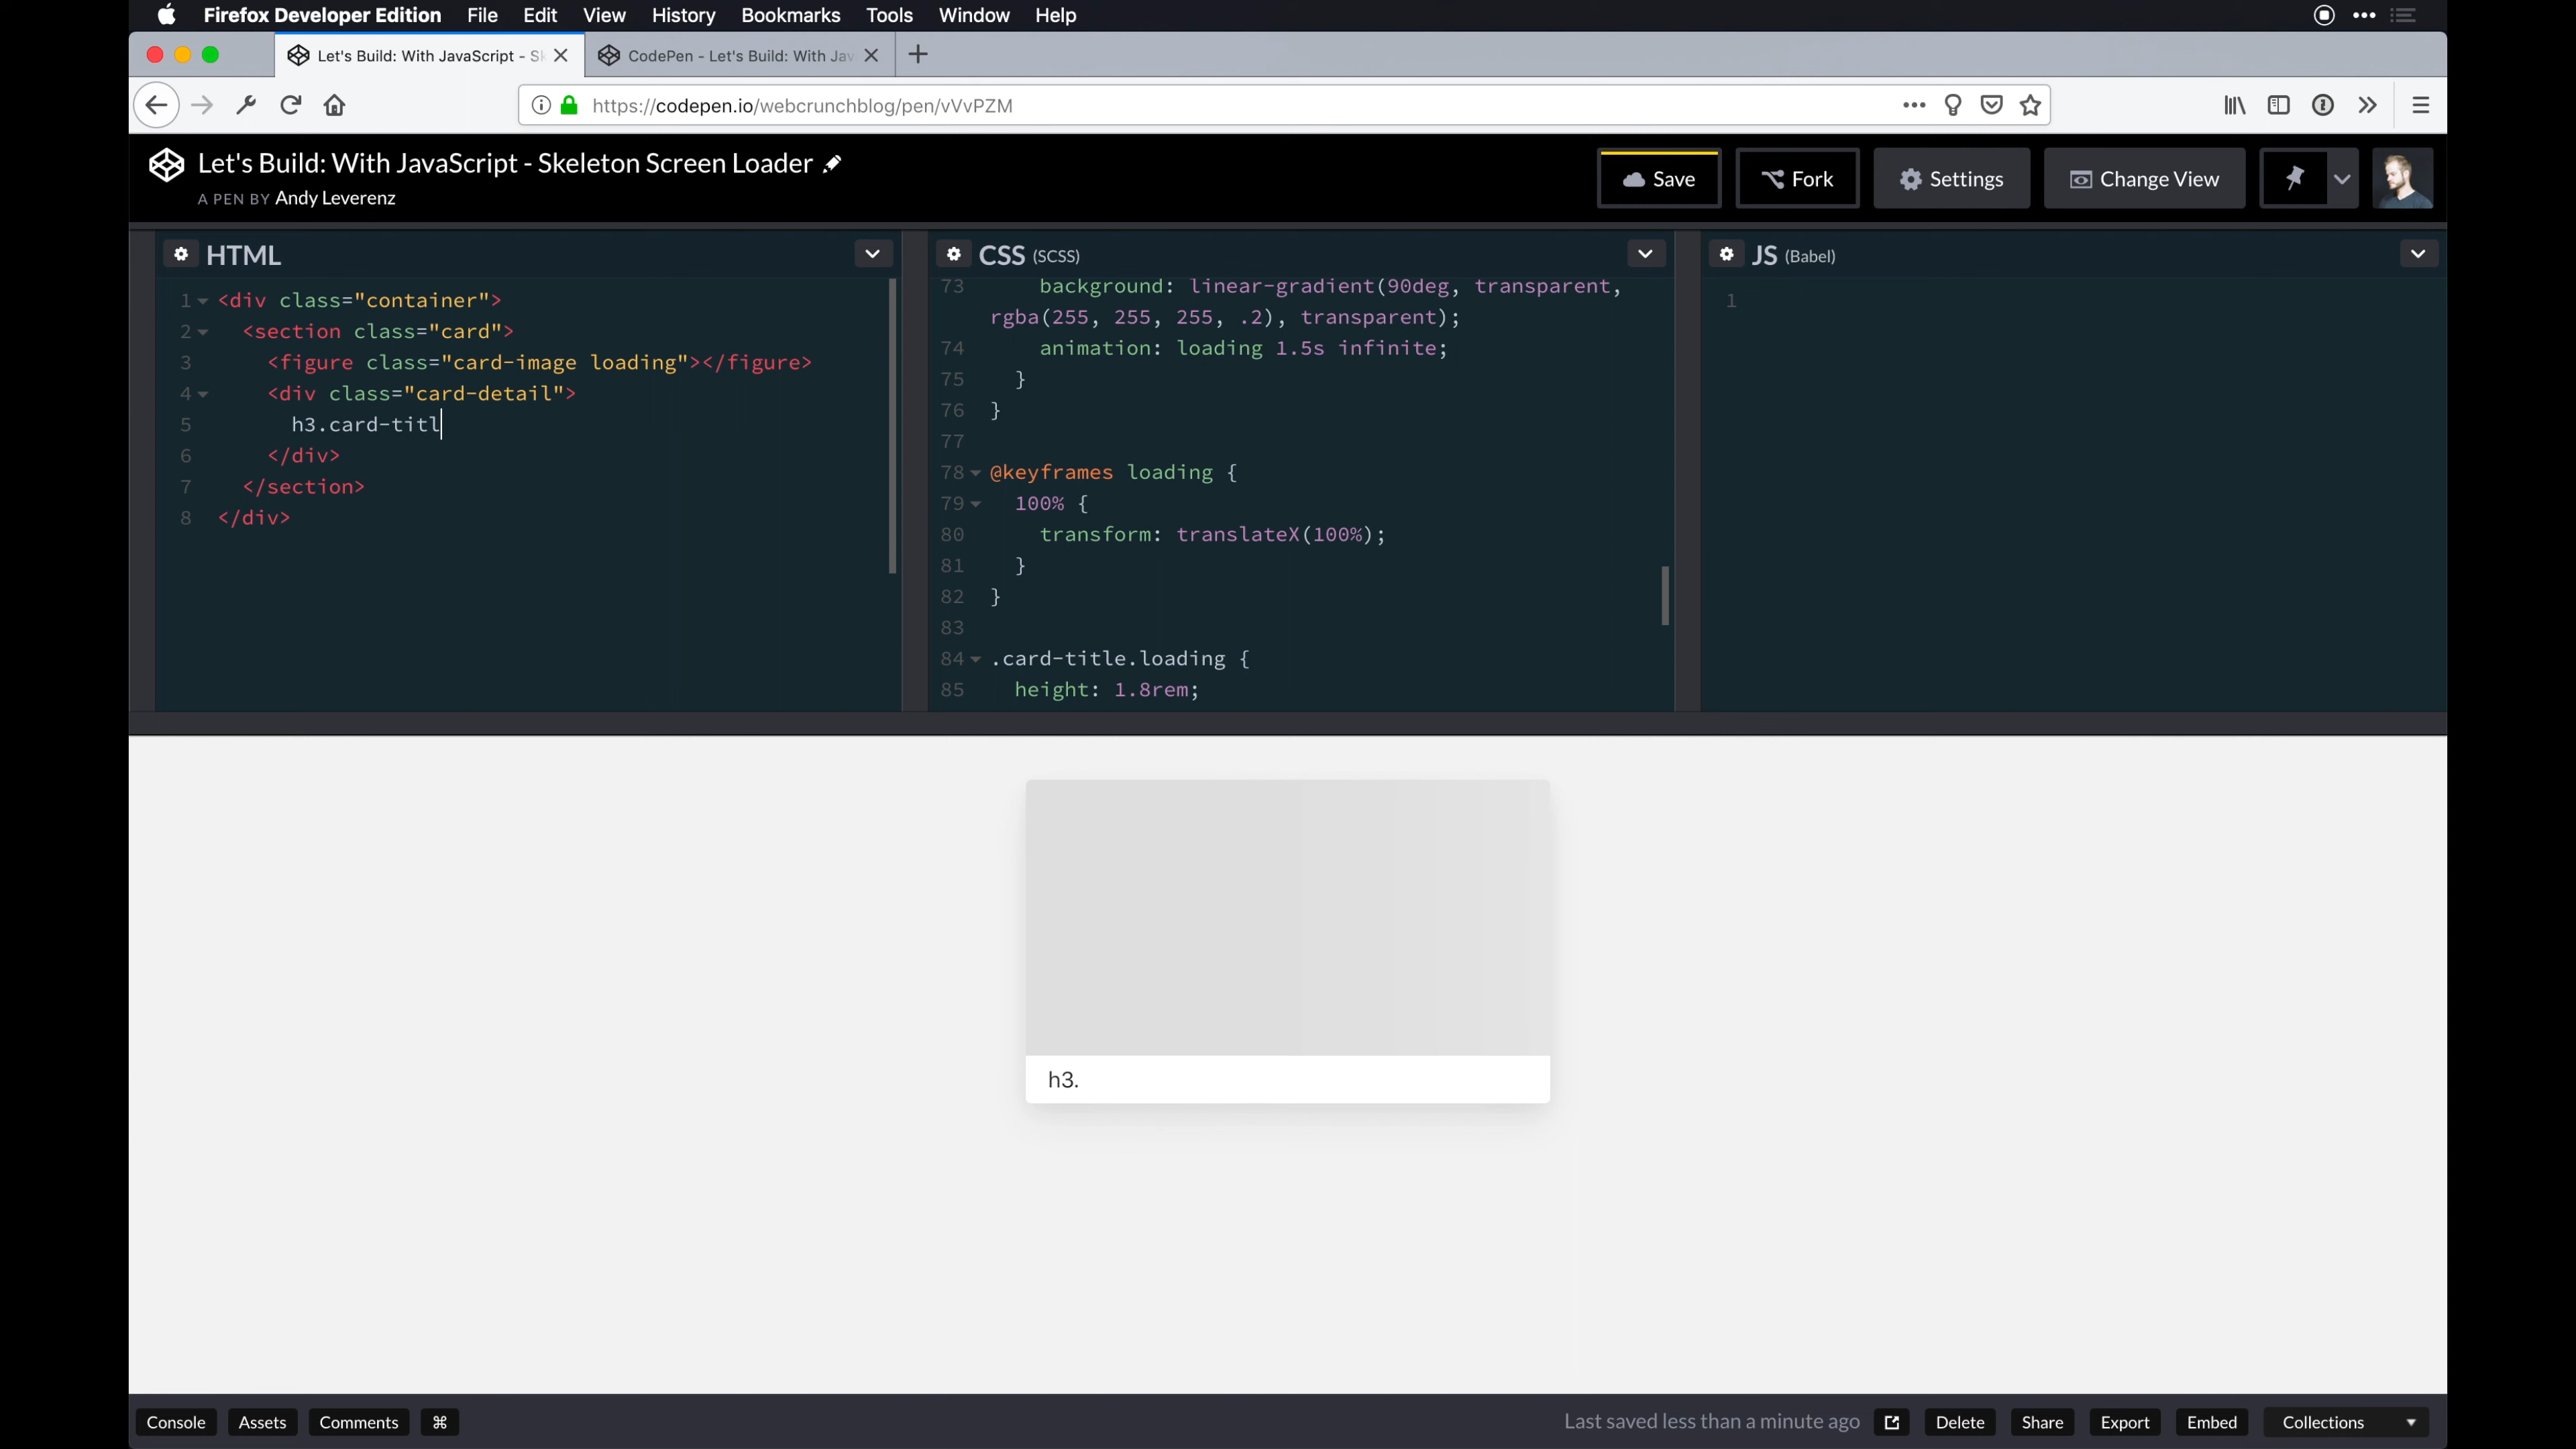 Firefox Developer Edition File Edit View History Bookmarks Tools Window Help
Let's Build: With JavaScript - Sk
CodePen - Let's Build: With Jav
https://codepen.io/webcrunchblog/pen/vVvPZM
Let's Build: With JavaScript - Skeleton Screen Loader
A PEN BY Andy Leverenz
Save
Fork
Settings
Change View
HTML
1 <div class="container">
2 <section class="card">
3 <figure class="card-image loading"></figure>
4 <div class="card-detail">
5 h3.card-titl
6 </div>
7 </section>
8 </div>
CSS (SCSS)
73 background: linear-gradient(90deg, transparent,
rgba(255, 255, 255, .2), transparent);
74 animation: loading 1.5s infinite;
75 }
76 }
77
78 @keyframes loading {
79 100% {
80 transform: translateX(100%);
81 }
82 }
83
84 .card-title.loading {
85 height: 1.8rem;
JS (Babel)
1
h3.
Console Assets Comments ⌘
Last saved less than a minute ago
Delete Share Export Embed Collections